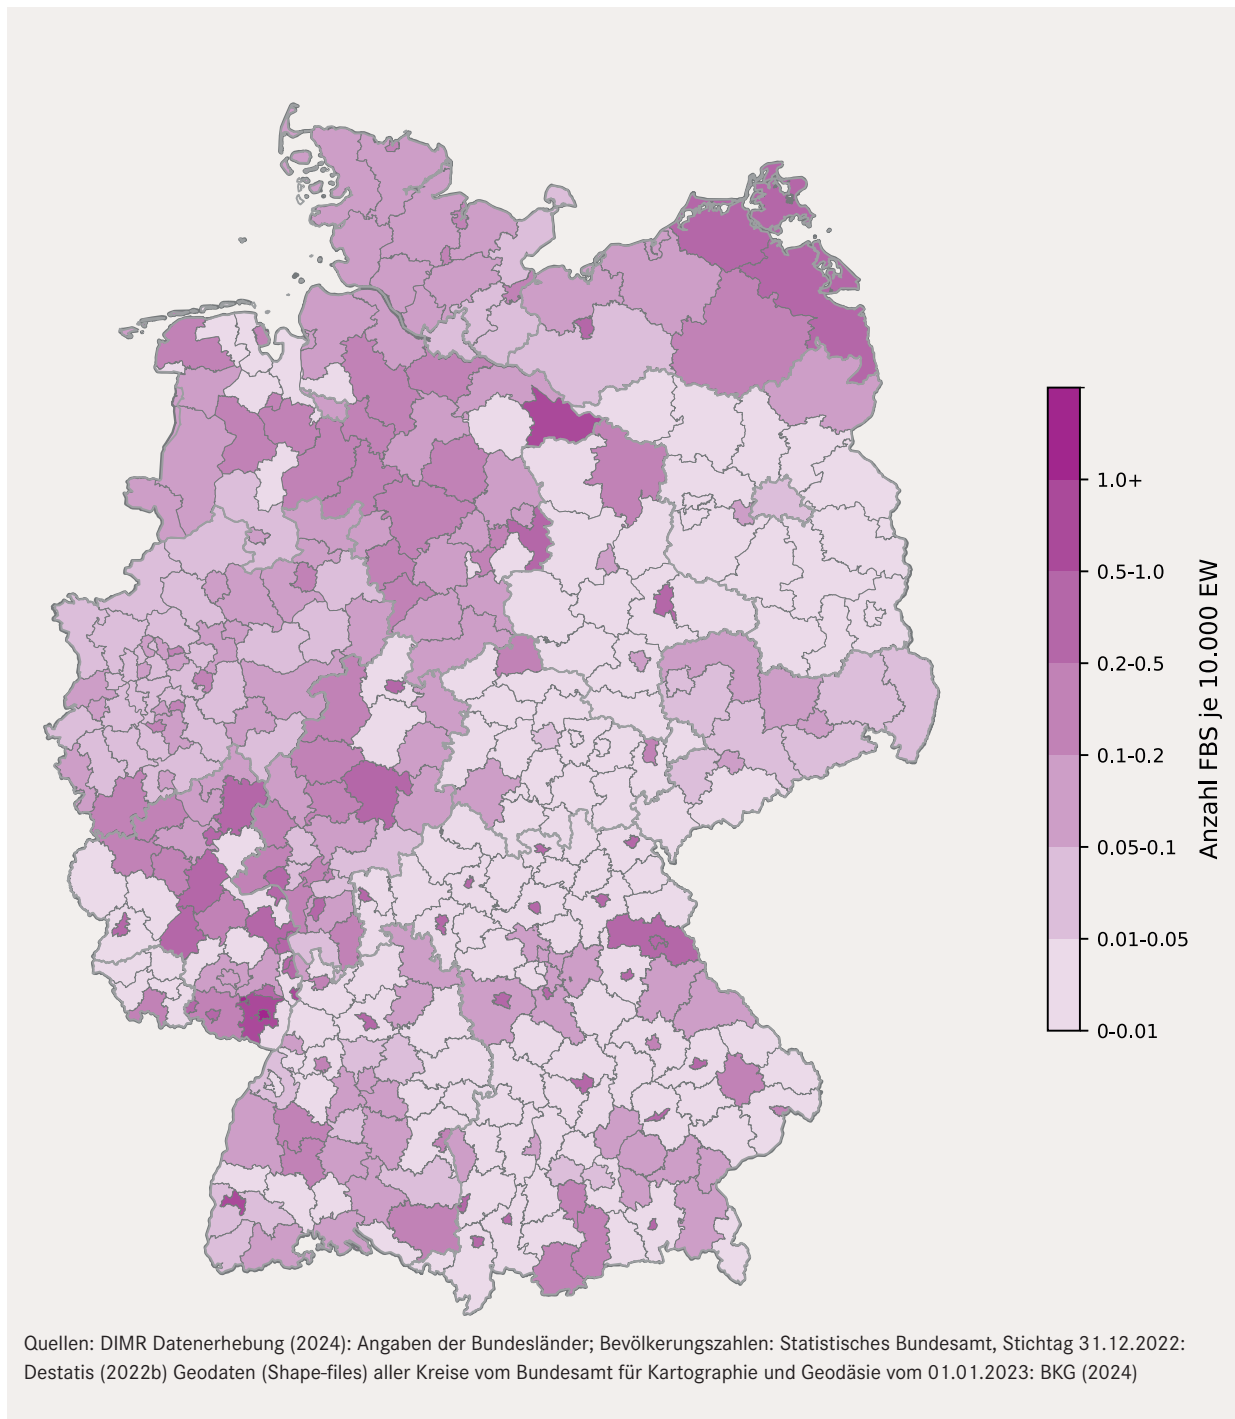 1.0+
0.5-1.0
0.2-0.5
0.1-0.2
0.05-0.1
0.01-0.05
0-0.01
Anzahl FBS je 10.000 EW
Quellen: DIMR Datenerhebung (2024): Angaben der Bundesländer; Bevölkerungszahlen: Statistisches Bundesamt, Stichtag 31.12.2022:
Destatis (2022b) Geodaten (Shape-files) aller Kreise vom Bundesamt für Kartographie und Geodäsie vom 01.01.2023: BKG (2024)